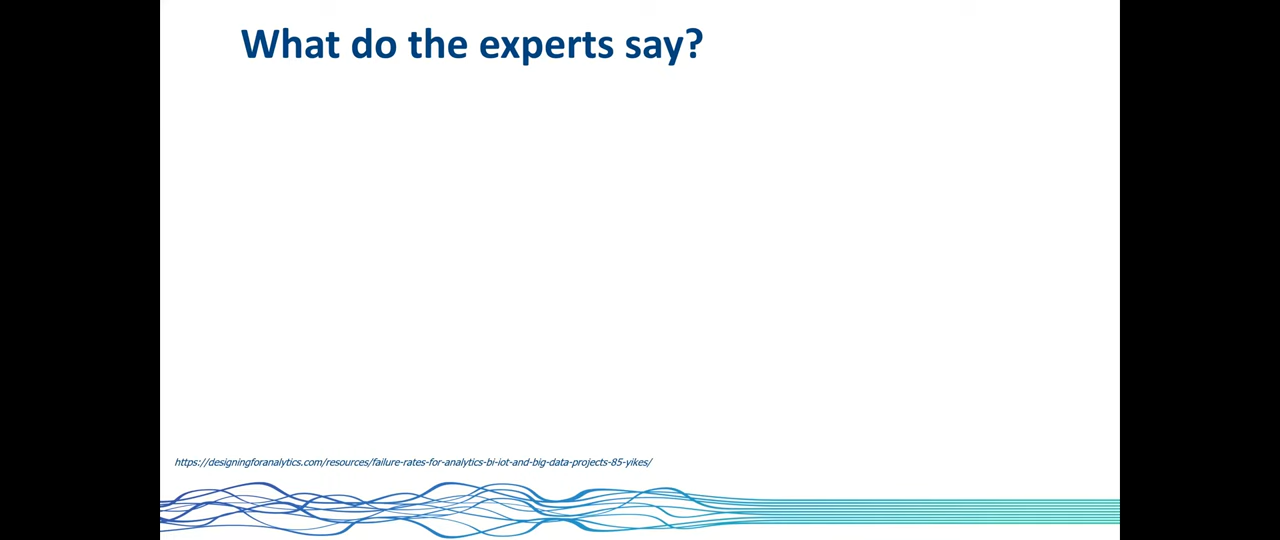 What do the experts say?
https://designingforanalytics.com/resources/failure-rates-for-analytics-bi-iot-and-big-data-projects-85-yikes/